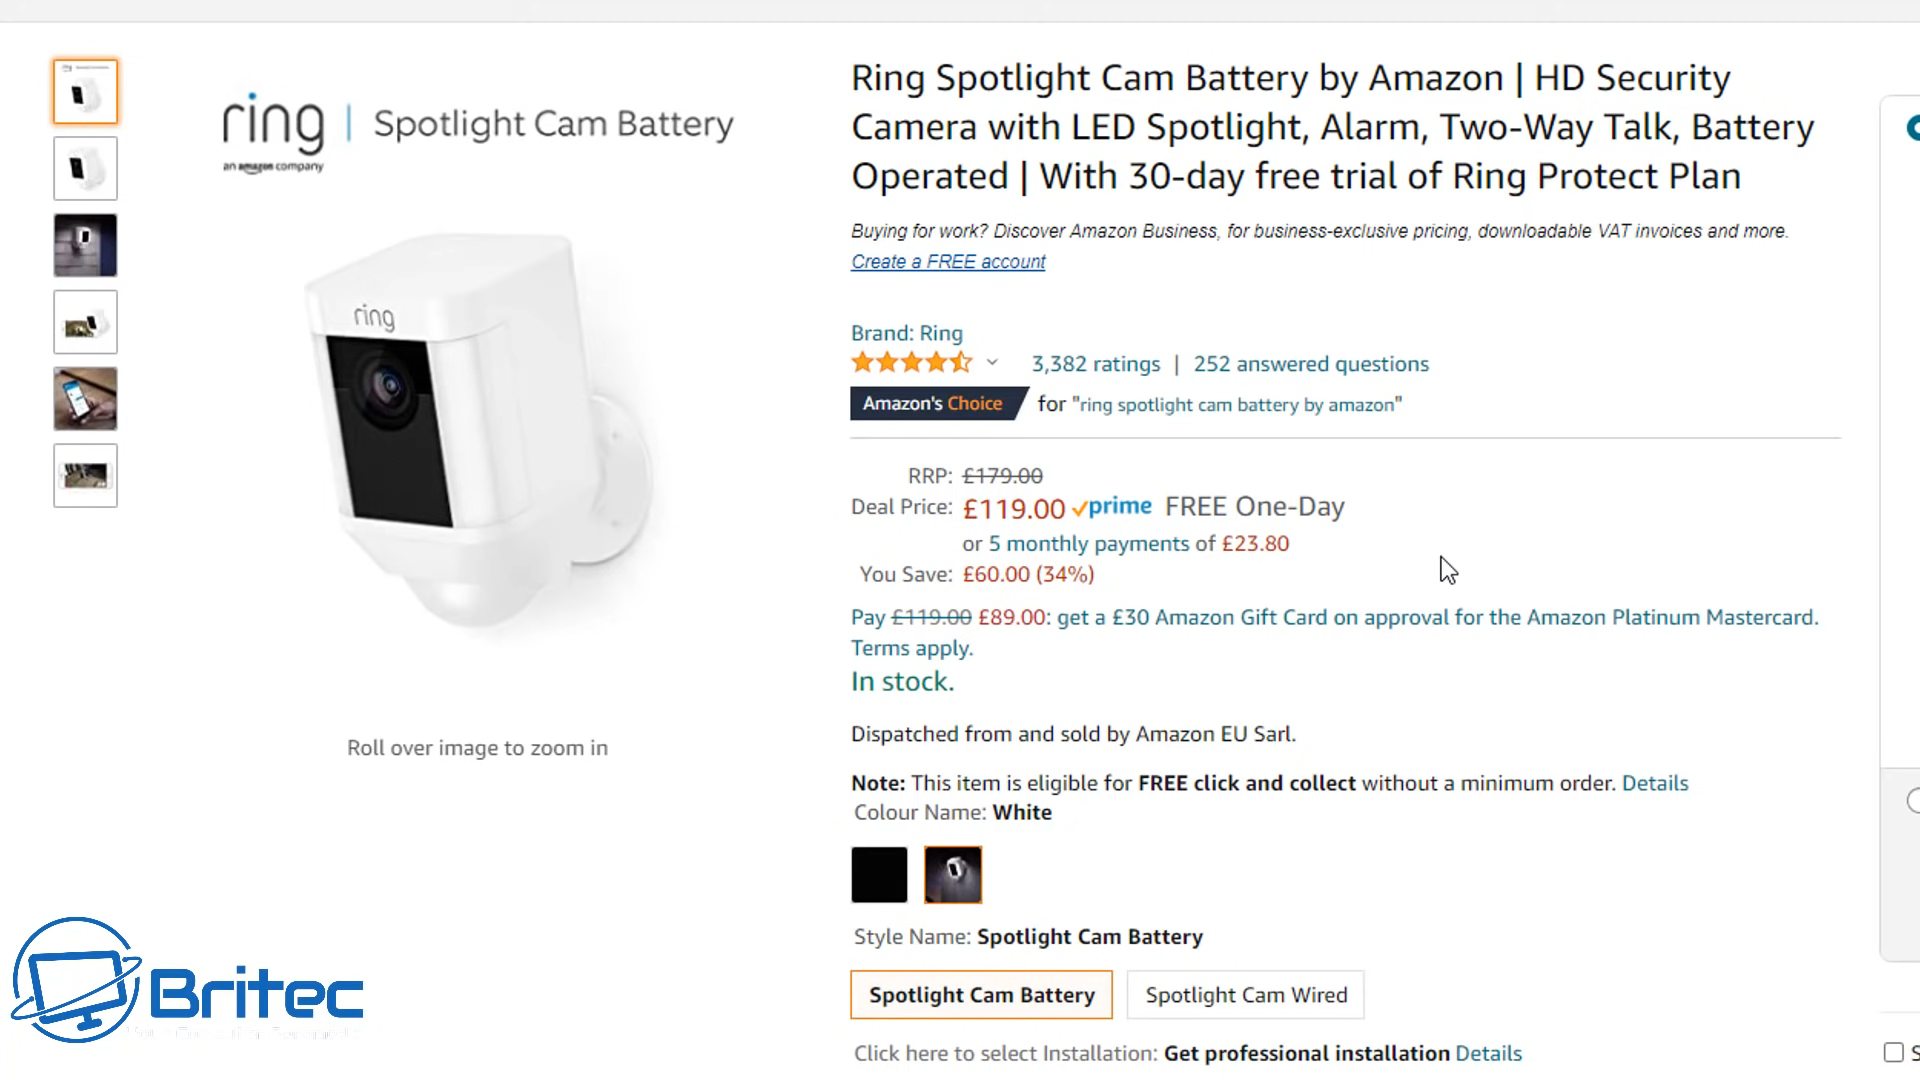 ring | Spotlight Cam Battery
an amazon company
ring
Roll over image to zoom in
Ring Spotlight Cam Battery by Amazon | HD Security
Camera with LED Spotlight, Alarm, Two-Way Talk, Battery
Operated | With 30-day free trial of Ring Protect Plan
Buying for work? Discover Amazon Business, for business-exclusive pricing, downloadable VAT invoices and more.
Create a FREE account
Brand: Ring
3,382 ratings | 252 answered questions
Amazon's Choice for "ring spotlight cam battery by amazon"
RRP: £179.00
Deal Price: £119.00 prime FREE One-Day
or 5 monthly payments of £23.80
You Save: £60.00 (34%)
Pay £119.00 £89.00: get a £30 Amazon Gift Card on approval for the Amazon Platinum Mastercard.
Terms apply.
In stock.
Dispatched from and sold by Amazon EU Sarl.
Note: This item is eligible for FREE click and collect without a minimum order. Details
Colour Name: White
Style Name: Spotlight Cam Battery
Spotlight Cam Battery Spotlight Cam Wired
Click here to select Installation: Get professional installation Details
Britec